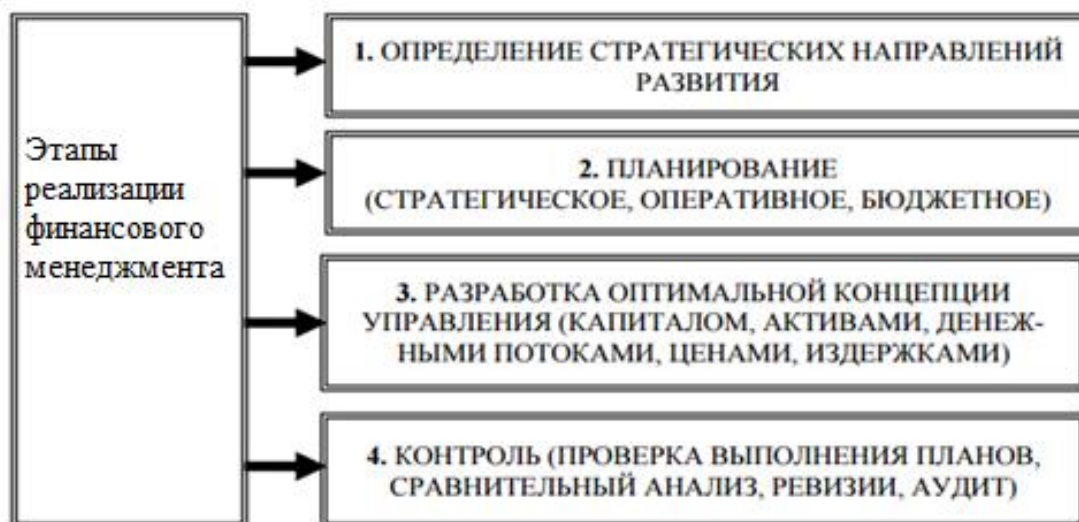 Этапы
реализации
финансового
менеджмента
1. ОПРЕДЕЛЕНИЕ СТРАТЕГИЧЕСКИХ НАПРАВЛЕНИЙ
РАЗВИТИЯ
2. ПЛАНИРОВАНИЕ
(СТРАТЕГИЧЕСКОЕ, ОПЕРАТИВНОЕ, БЮДЖЕТНОЕ)
3. РАЗРАБОТКА ОПТИМАЛЬНОЙ КОНЦЕПЦИИ
УПРАВЛЕНИЯ (КАПИТАЛОМ, АКТИВАМИ, ДЕНЕЖ-
НЫМИ ПОТОКАМИ, ЦЕНАМИ, ИЗДЕРЖКАМИ)
4. КОНТРОЛЬ (ПРОВЕРКА ВЫПОЛНЕНИЯ ПЛАНОВ,
СРАВНИТЕЛЬНЫЙ АНАЛИЗ, РЕВИЗИИ, АУДИТ)